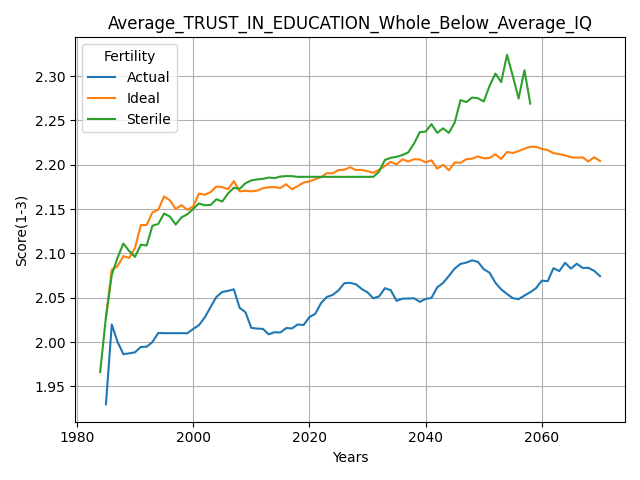 Average_TRUST_IN_EDUCATION_Whole_Below_Average_IQ
Fertility
Actual
Ideal
Sterile
Score(1-3)
2.30
2.25
2.20
2.15
2.10
2.05
2.00
1.95
1980
2000
2020
2040
2060
Years